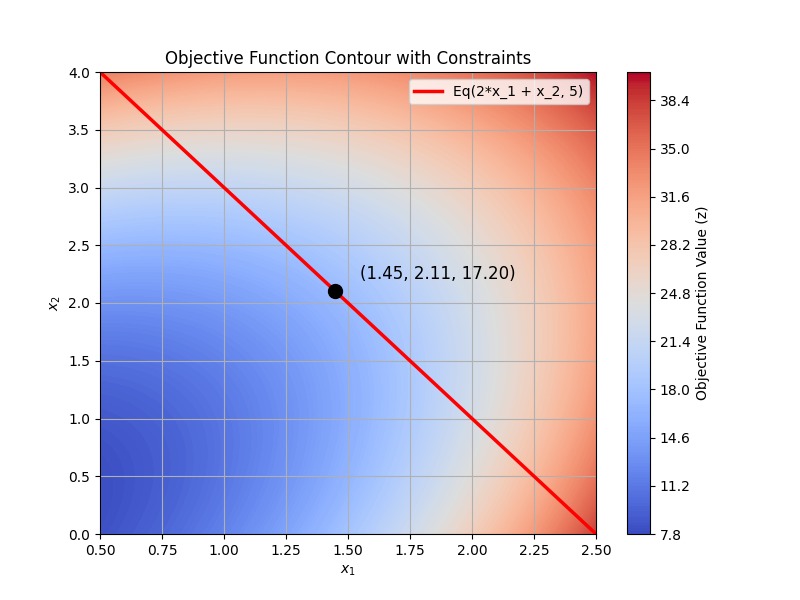 Objective Function Contour with Constraints
4.0
3.5
3.0
2.5
2.0
1.5
1.0
0.5
0.0
x₂
Eq(2*x_1 + x_2, 5)
(1.45, 2.11, 17.20)
0.50 0.75 1.00 1.25 1.50 1.75 2.00 2.25 2.50
x₁
38.4
35.0
31.6
28.2
24.8
21.4
18.0
14.6
11.2
7.8
Objective Function Value (z)